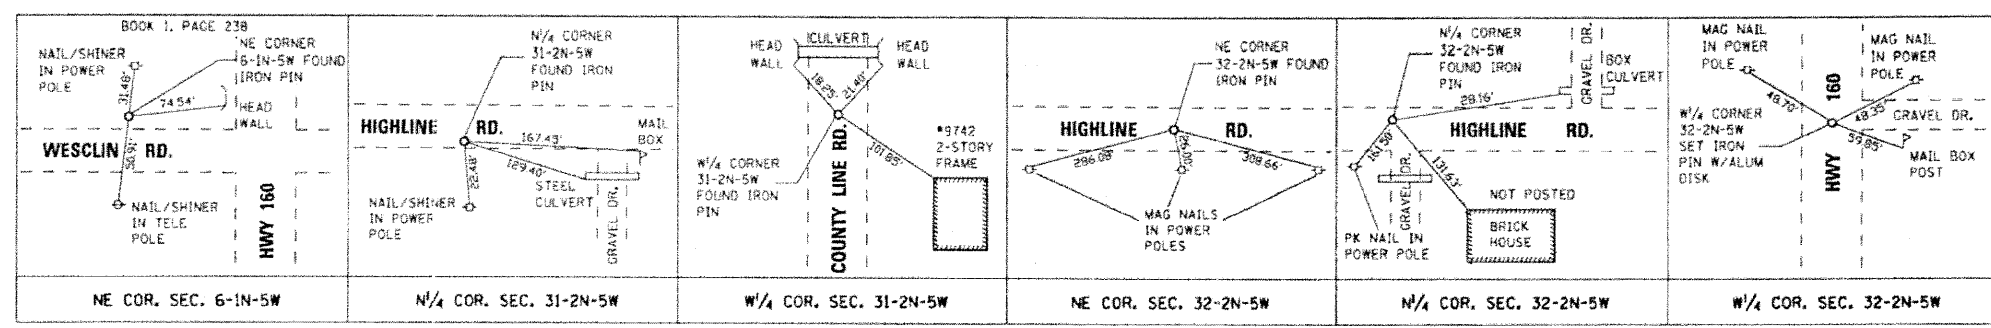 BOOK 1, PAGE 238
NAIL/SHINER
IN POWER
POLE
NE CORNER
6-1N-5W FOUND
IRON PIN
31.48'
74.54'
HEAD
WALL
WESCLIN RD.
50.91'
NAIL/SHINER
IN TELE
POLE
HWY 160
NE COR. SEC. 6-1N-5W
N¼ CORNER
31-2N-5W
FOUND IRON
PIN
HIGHLINE RD.
167.45'
MAIL
BOX
129.40'
22.48'
STEEL
CULVERT
NAIL/SHINER
IN POWER
POLE
GRAVEL DR.
N¼ COR. SEC. 31-2N-5W
HEAD
WALL
CULVERT
HEAD
WALL
18.25'
21.40'
#9742
2-STORY
FRAME
101.85'
W¼ CORNER
31-2N-5W
FOUND IRON
PIN
COUNTY LINE RD.
W¼ COR. SEC. 31-2N-5W
NE CORNER
32-2N-5W FOUND
IRON PIN
HIGHLINE RD.
286.08'
30.92'
308.66'
MAG NAILS
IN POWER
POLES
NE COR. SEC. 32-2N-5W
N¼ CORNER
32-2N-5W
FOUND IRON
PIN
GRAVEL DR.
BOX
CULVERT
28.16'
HIGHLINE RD.
161.50'
131.63'
GRAVEL DR.
NOT POSTED
BRICK
HOUSE
PK NAIL IN
POWER POLE
N¼ COR. SEC. 32-2N-5W
MAG NAIL
IN POWER
POLE
MAG NAIL
IN POWER
POLE
HWY 160
48.70'
48.35'
GRAVEL DR.
59.85'
W¼ CORNER
32-2N-5W
SET IRON
PIN W/ALUM
DISK
MAIL BOX
POST
W¼ COR. SEC. 32-2N-5W